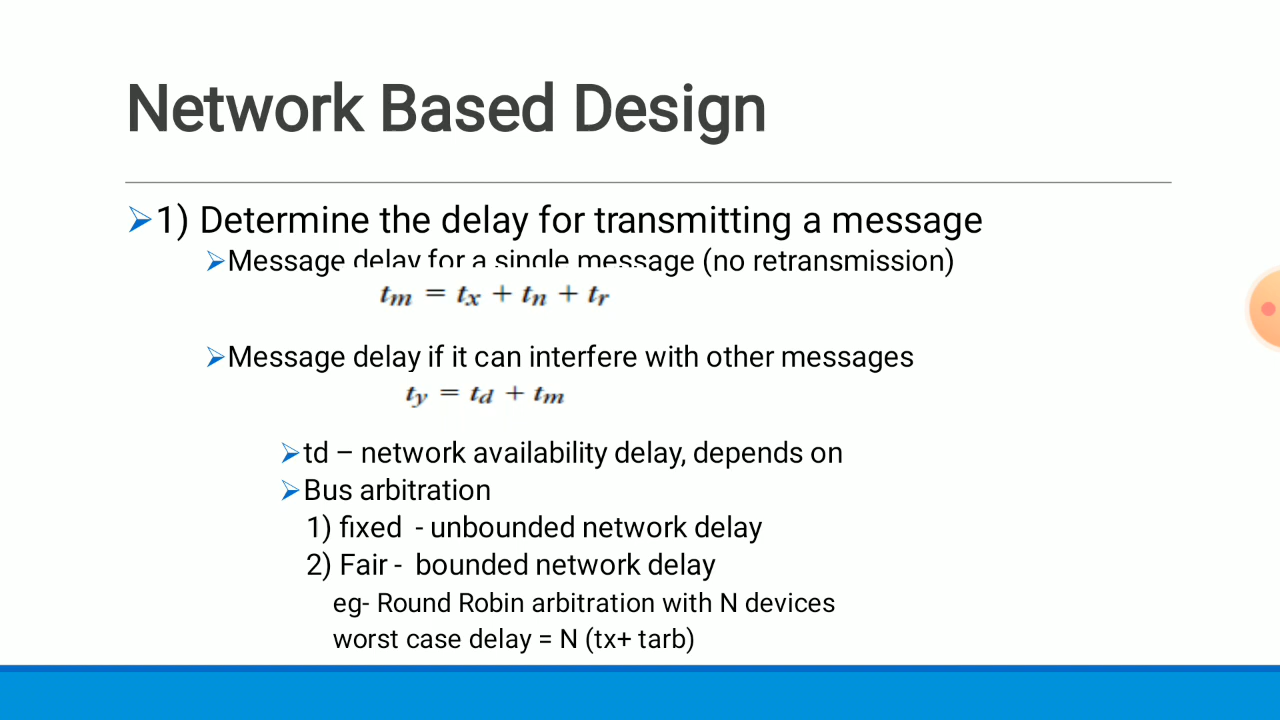 Network Based Design
➢1) Determine the delay for transmitting a message
➢Message delay for a single message (no retransmission)
tm = tx + tn + tr
➢Message delay if it can interfere with other messages
ty = td + tm
➢td – network availability delay, depends on
➢Bus arbitration
1) fixed - unbounded network delay
2) Fair - bounded network delay
eg- Round Robin arbitration with N devices
worst case delay = N (tx+ tarb)